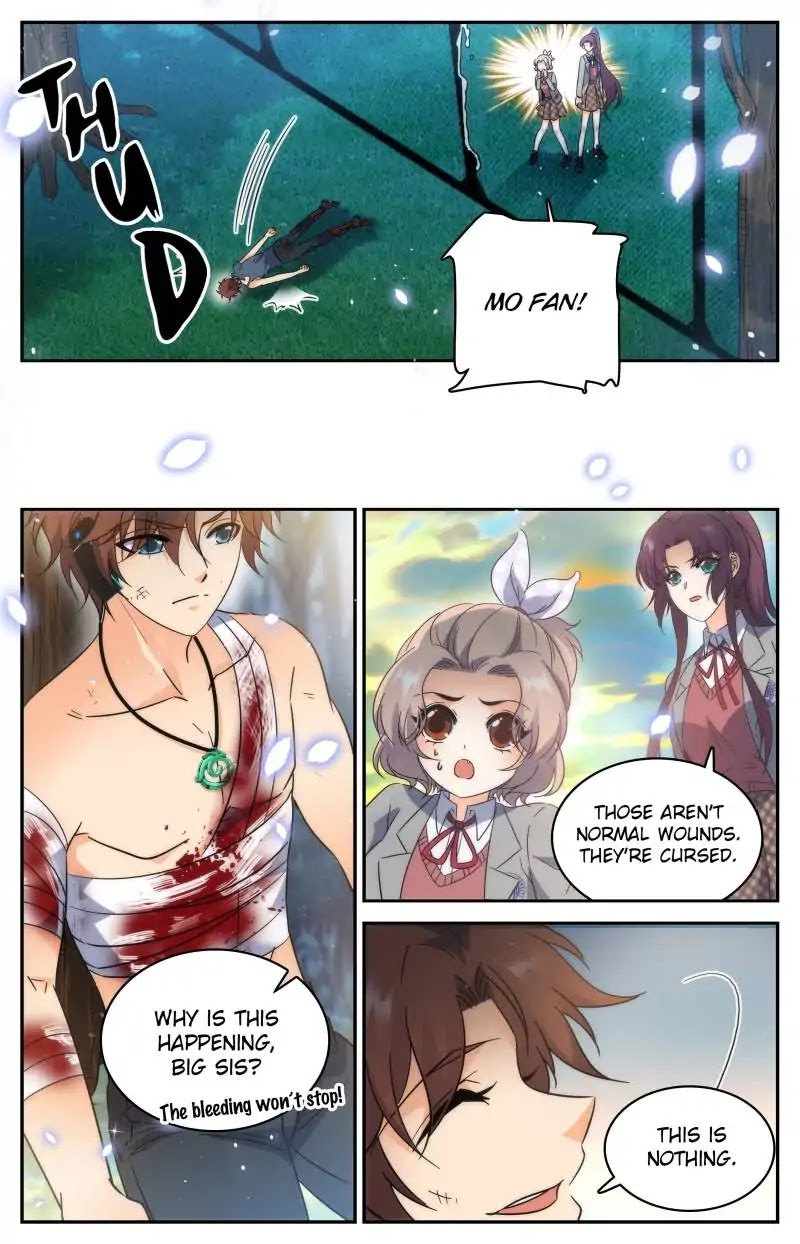 THUD
MO FAN!
WHY IS THIS
HAPPENING,
BIG SIS?
The bleeding won't stop!
THOSE AREN'T
NORMAL WOUNDS.
THEY'RE CURSED.
THIS IS
NOTHING.